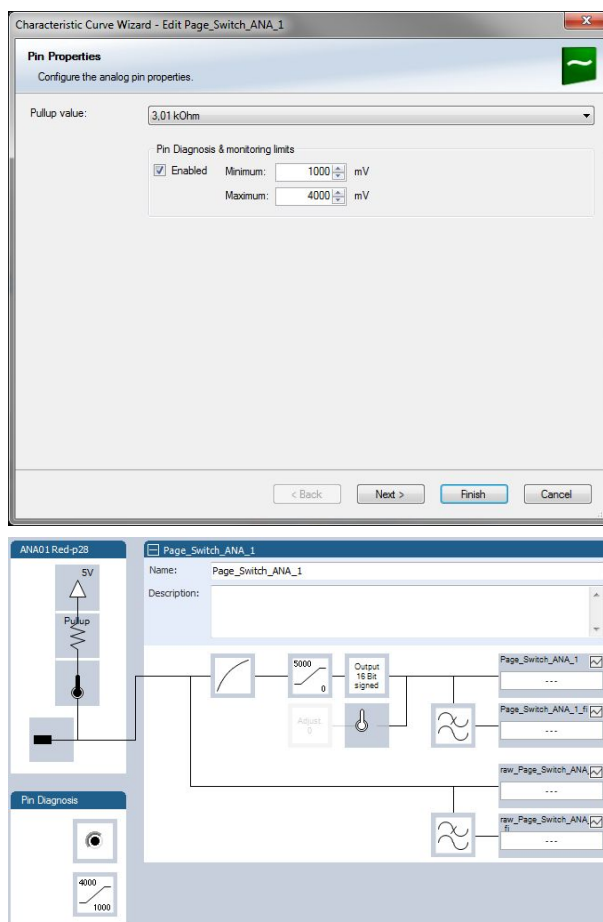 Characteristic Curve Wizard - Edit Page_Switch_ANA_1
Pin Properties
Configure the analog pin properties.
Pullup value:
3,01 kOhm
Pin Diagnosis & monitoring limits
Enabled Minimum: 1000 mV
Maximum: 4000 mV
< Back Next > Finish Cancel
ANA01 Red-p28
5V
Pullup
Page_Switch_ANA_1
Name: Page_Switch_ANA_1
Description:
5000
0
Output
16 Bit
signed
Adjust.
0
Page_Switch_ANA_1
---
Page_Switch_ANA_1_fi
---
raw_Page_Switch_ANA_
---
raw_Page_Switch_ANA_
fi
---
Pin Diagnosis
4000
1000